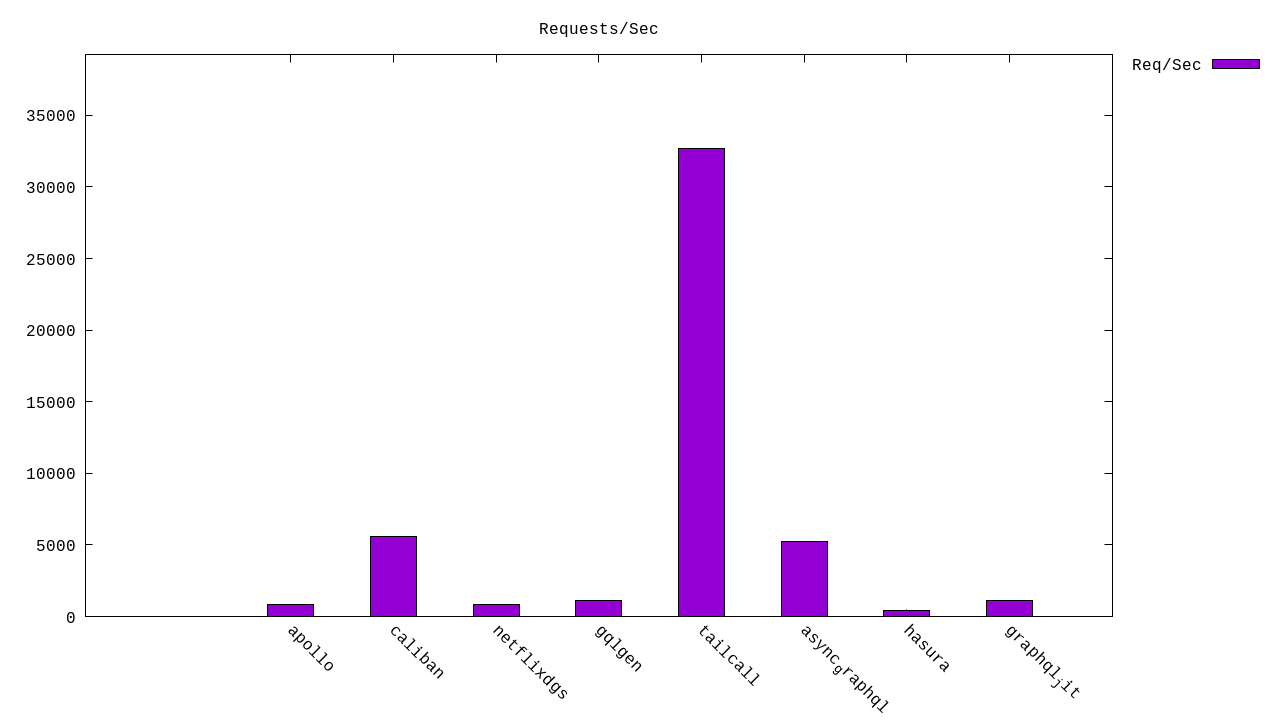 Requests/Sec
Req/Sec
35000
30000
25000
20000
15000
10000
5000
0
apollo
caliban
netflixdgs
gqlgen
tailcall
async_graphql
hasura
graphql_jit